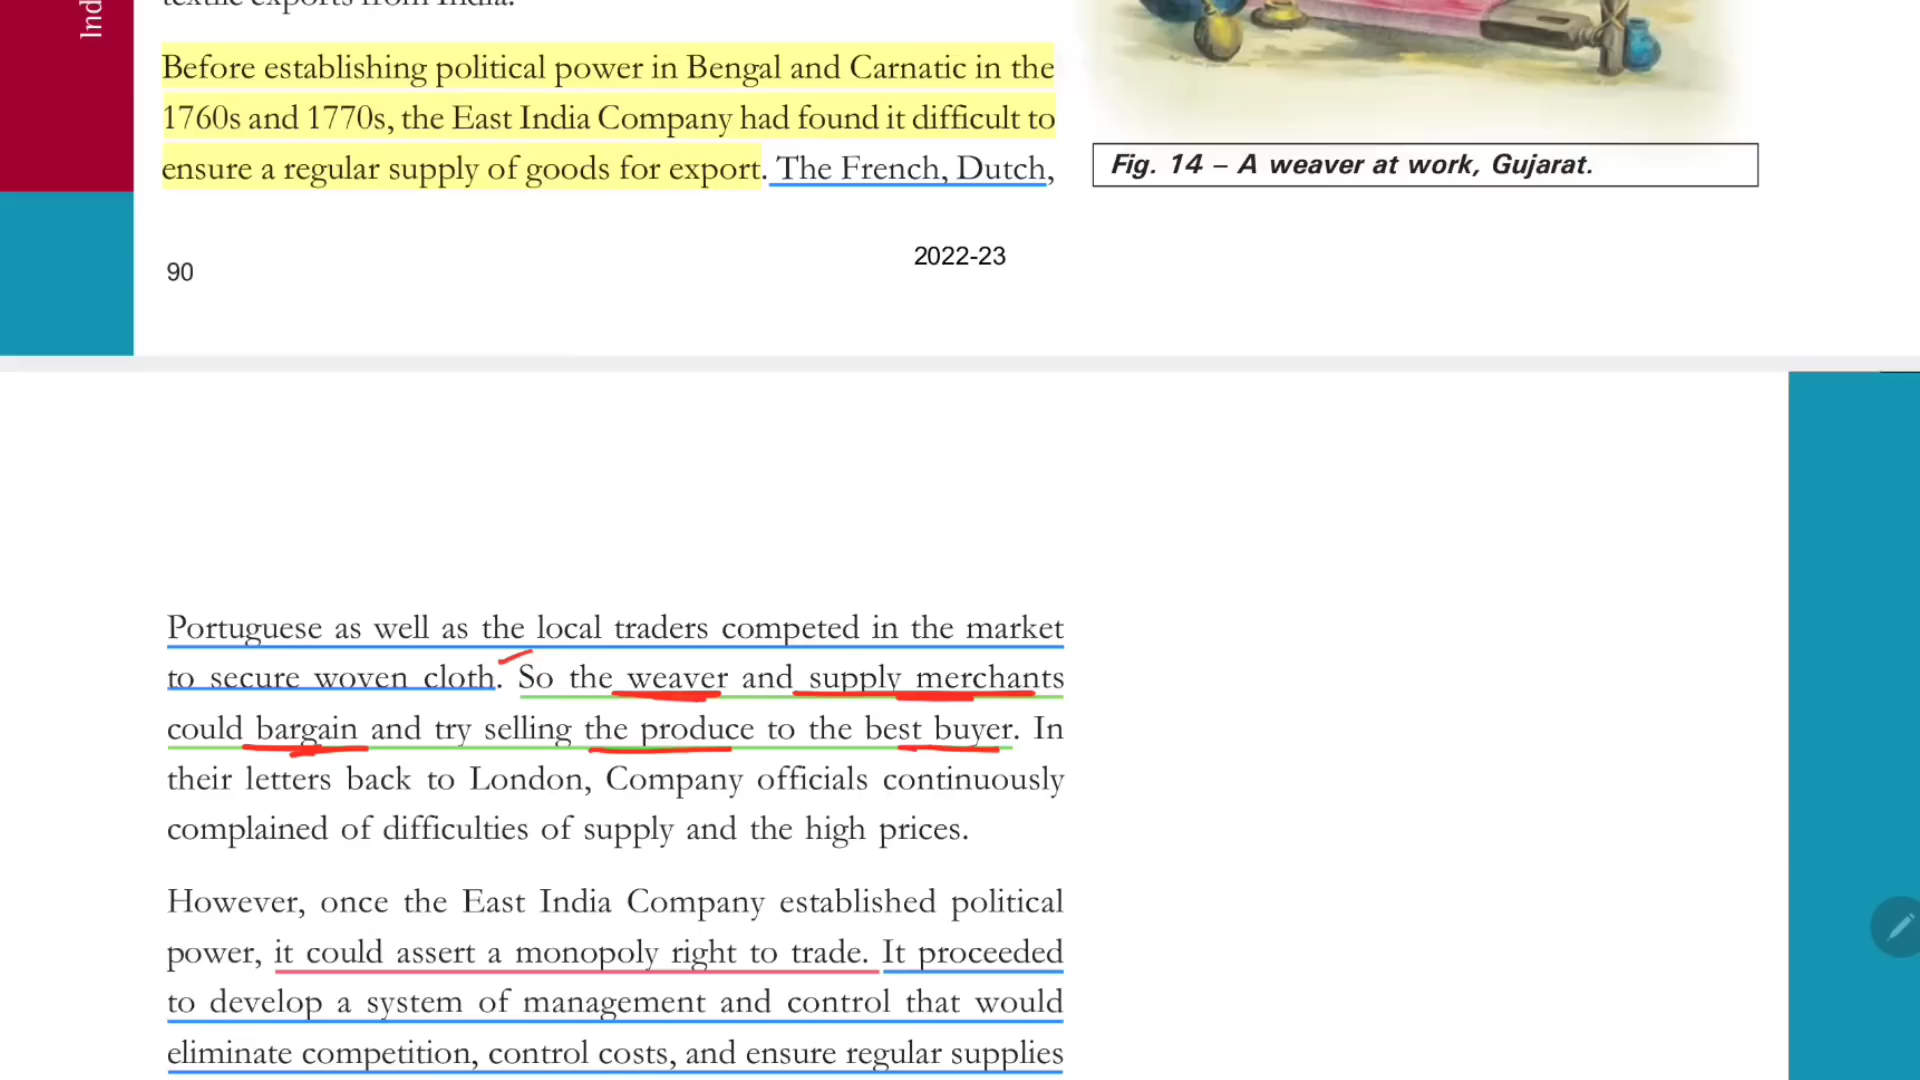 textile exports from India.
Ind
Before establishing political power in Bengal and Carnatic in the
1760s and 1770s, the East India Company had found it difficult to
ensure a regular supply of goods for export. The French, Dutch,
Fig. 14 – A weaver at work, Gujarat.
90
2022-23
Portuguese as well as the local traders competed in the market
to secure woven cloth. So the weaver and supply merchants
could bargain and try selling the produce to the best buyer. In
their letters back to London, Company officials continuously
complained of difficulties of supply and the high prices.
However, once the East India Company established political
power, it could assert a monopoly right to trade. It proceeded
to develop a system of management and control that would
eliminate competition, control costs, and ensure regular supplies